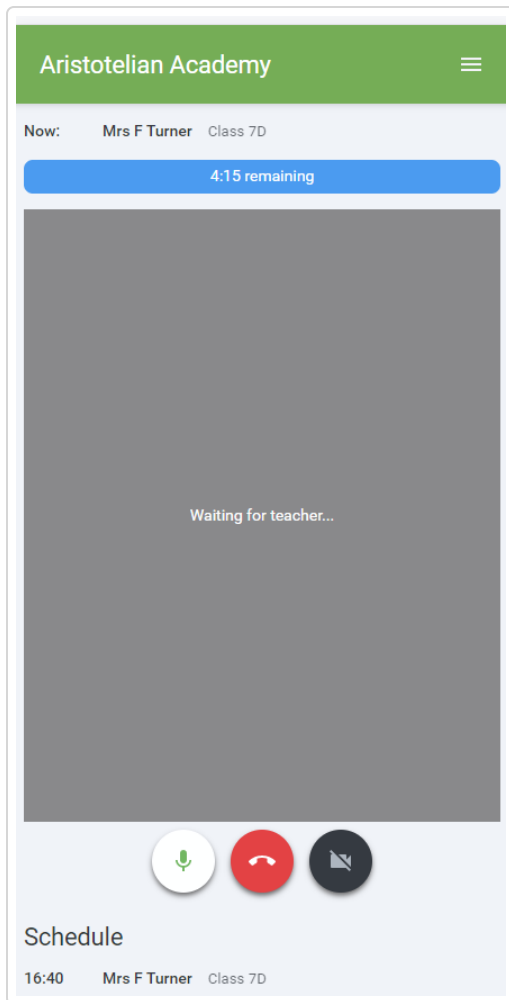 Aristotelian Academy
Now: Mrs F Turner Class 7D
4:15 remaining
Waiting for teacher...
Schedule
16:40 Mrs F Turner Class 7D